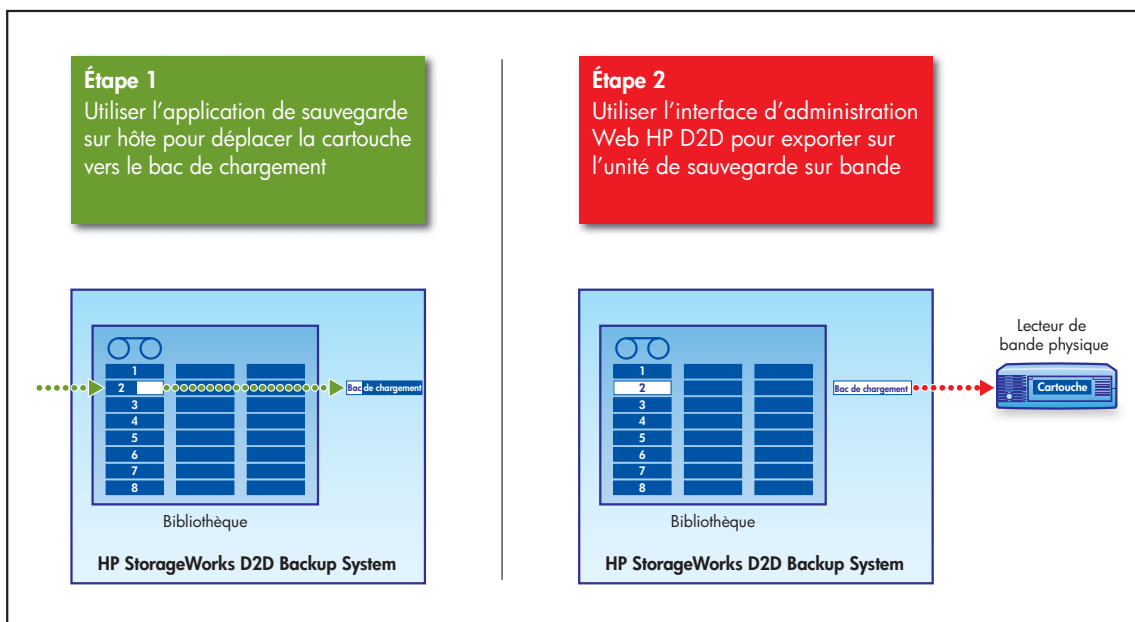 Étape 1
Utiliser l’application de sauvegarde
sur hôte pour déplacer la cartouche
vers le bac de chargement
1
2
3
4
5
6
7
8
Bac de chargement
Bibliothèque
HP StorageWorks D2D Backup System
Étape 2
Utiliser l’interface d’administration
Web HP D2D pour exporter sur
l’unité de sauvegarde sur bande
1
2
3
4
5
6
7
8
Bac de chargement
Bibliothèque
HP StorageWorks D2D Backup System
Lecteur de
bande physique
Cartouche